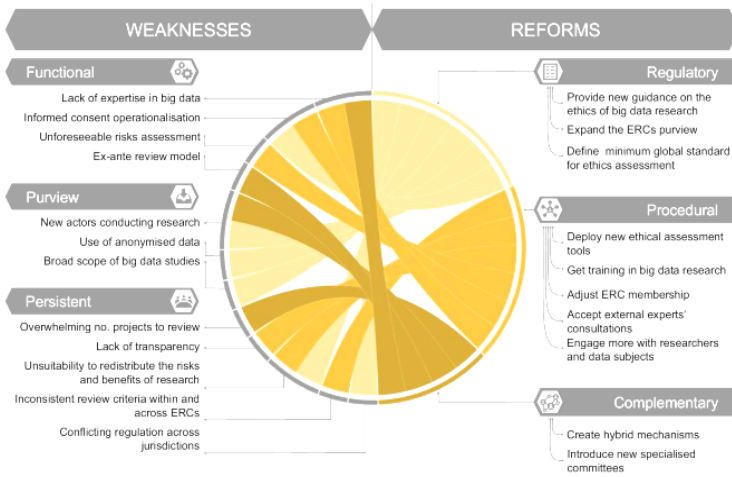 WEAKNESSES
REFORMS
Functional
Lack of expertise in big data
Informed consent operationalisation
Unforeseeable risks assessment
Ex-ante review model
Purview
New actors conducting research
Use of anonymised data
Broad scope of big data studies
Persistent
Overwhelming no. projects to review
Lack of transparency
Unsuitability to redistribute the risks
and benefits of research
Inconsistent review criteria within and
across ERCs
Conflicting regulation across
jurisdictions
Regulatory
Provide new guidance on the
ethics of big data research
Expand the ERCs purview
Define minimum global standard
for ethics assessment
Procedural
Deploy new ethical assessment
tools
Get training in big data research
Adjust ERC membership
Accept external experts'
consultations
Engage more with researchers
and data subjects
Complementary
Create hybrid mechanisms
Introduce new specialised
committees